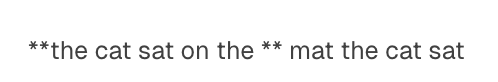 **the cat sat on the ** mat the cat sat